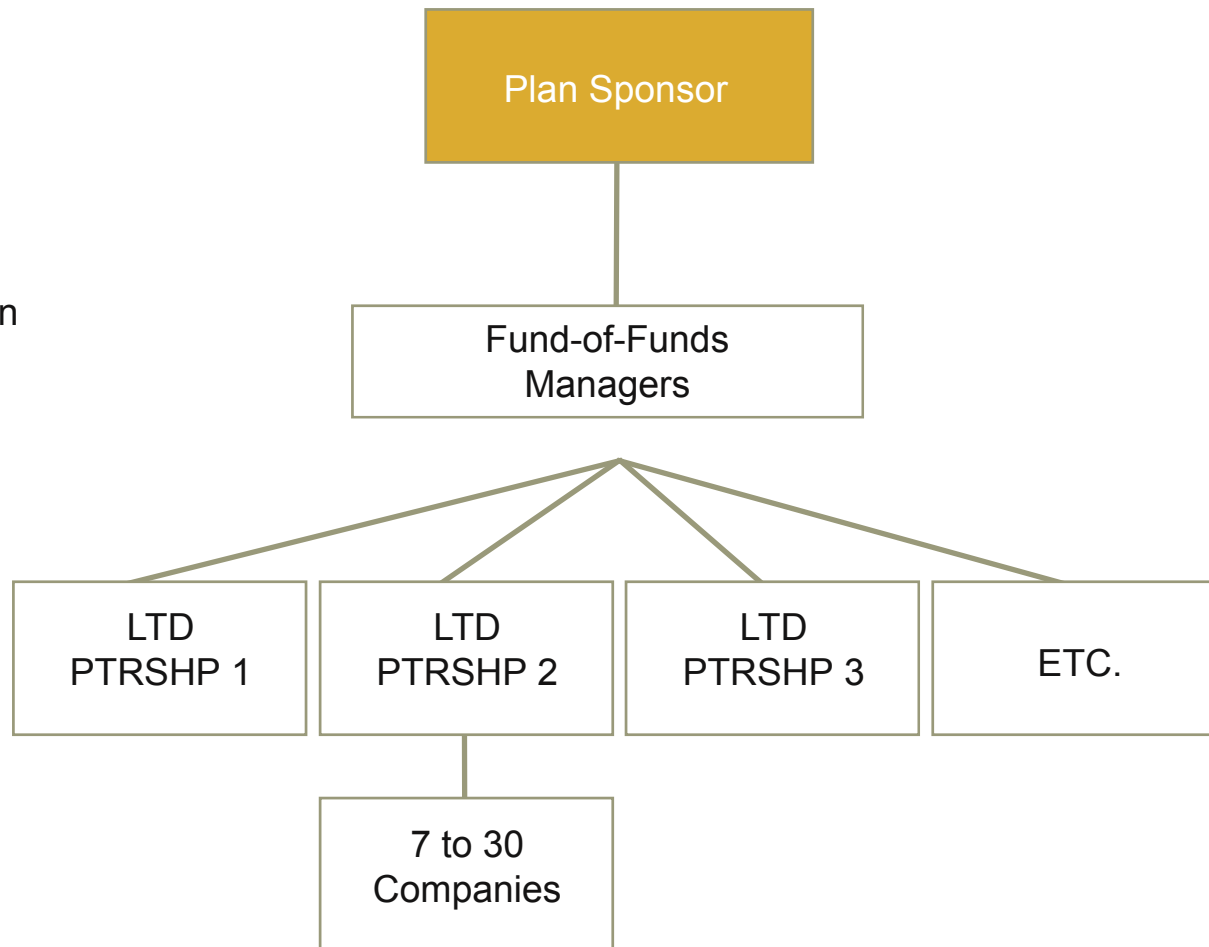 Plan Sponsor
n
Fund-of-Funds
Managers
LTD
PTRSHP 1
LTD
PTRSHP 2
LTD
PTRSHP 3
ETC.
7 to 30
Companies